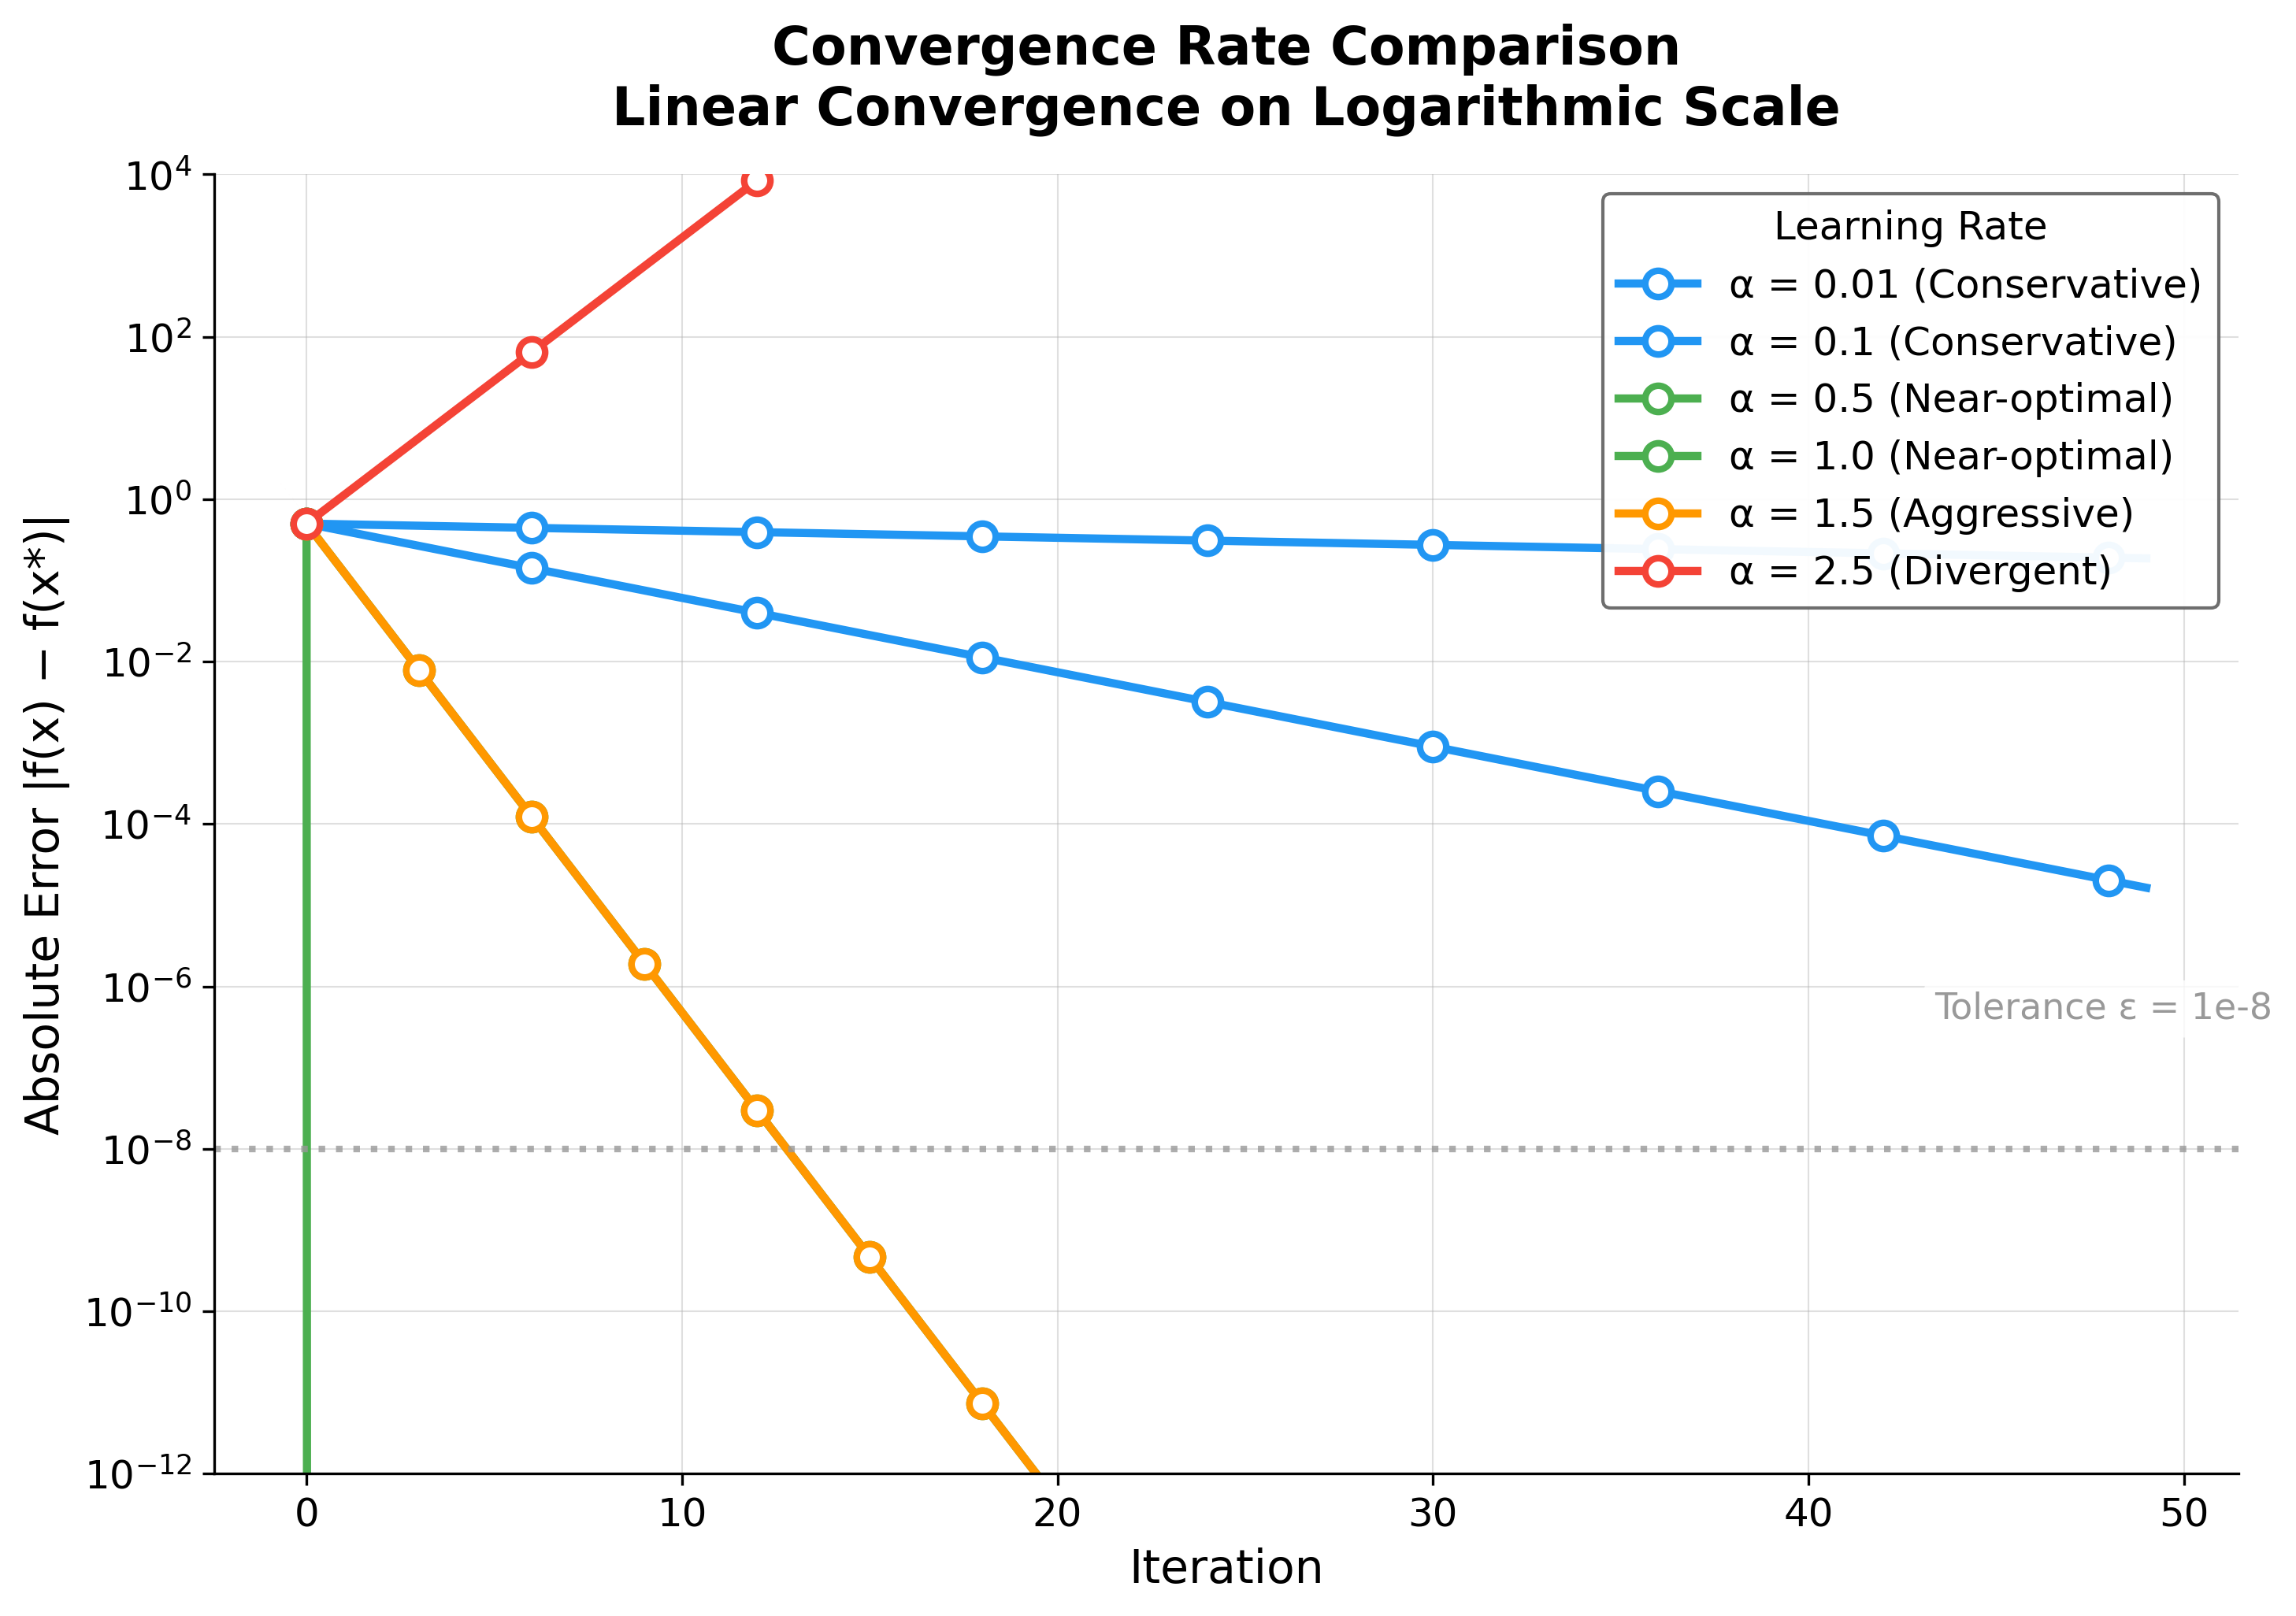 Convergence Rate Comparison
Linear Convergence on Logarithmic Scale
Absolute Error |f(x) − f(x*)|
10⁴
10²
10⁰
10⁻²
10⁻⁴
10⁻⁶
10⁻⁸
10⁻¹⁰
10⁻¹²
Learning Rate
α = 0.01 (Conservative)
α = 0.1 (Conservative)
α = 0.5 (Near-optimal)
α = 1.0 (Near-optimal)
α = 1.5 (Aggressive)
α = 2.5 (Divergent)
Tolerance ε = 1e-8
0 10 20 30 40 50
Iteration